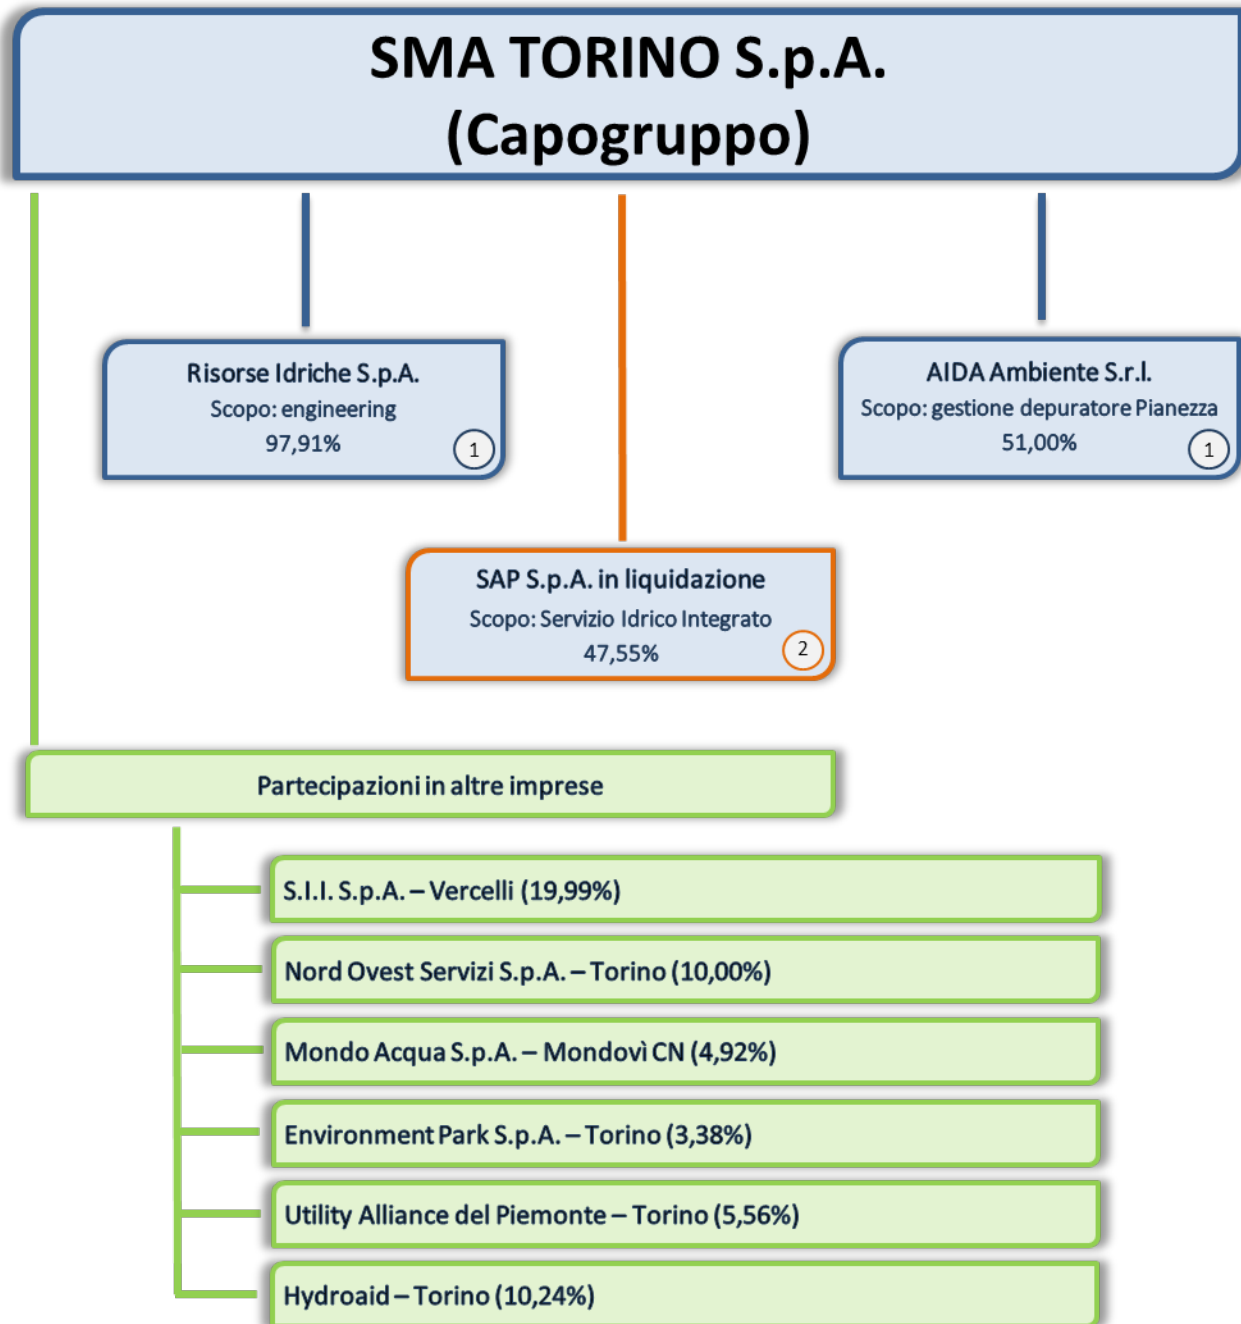 SMA TORINO S.p.A.
(Capogruppo)
Risorse Idriche S.p.A.
Scopo: engineering
97,91%
1
AIDA Ambiente S.r.l.
Scopo: gestione depuratore Pianezza
51,00%
1
SAP S.p.A. in liquidazione
Scopo: Servizio Idrico Integrato
47,55%
2
Partecipazioni in altre imprese
S.I.I. S.p.A. – Vercelli (19,99%)
Nord Ovest Servizi S.p.A. – Torino (10,00%)
Mondo Acqua S.p.A. – Mondovì CN (4,92%)
Environment Park S.p.A. – Torino (3,38%)
Utility Alliance del Piemonte – Torino (5,56%)
Hydroaid – Torino (10,24%)